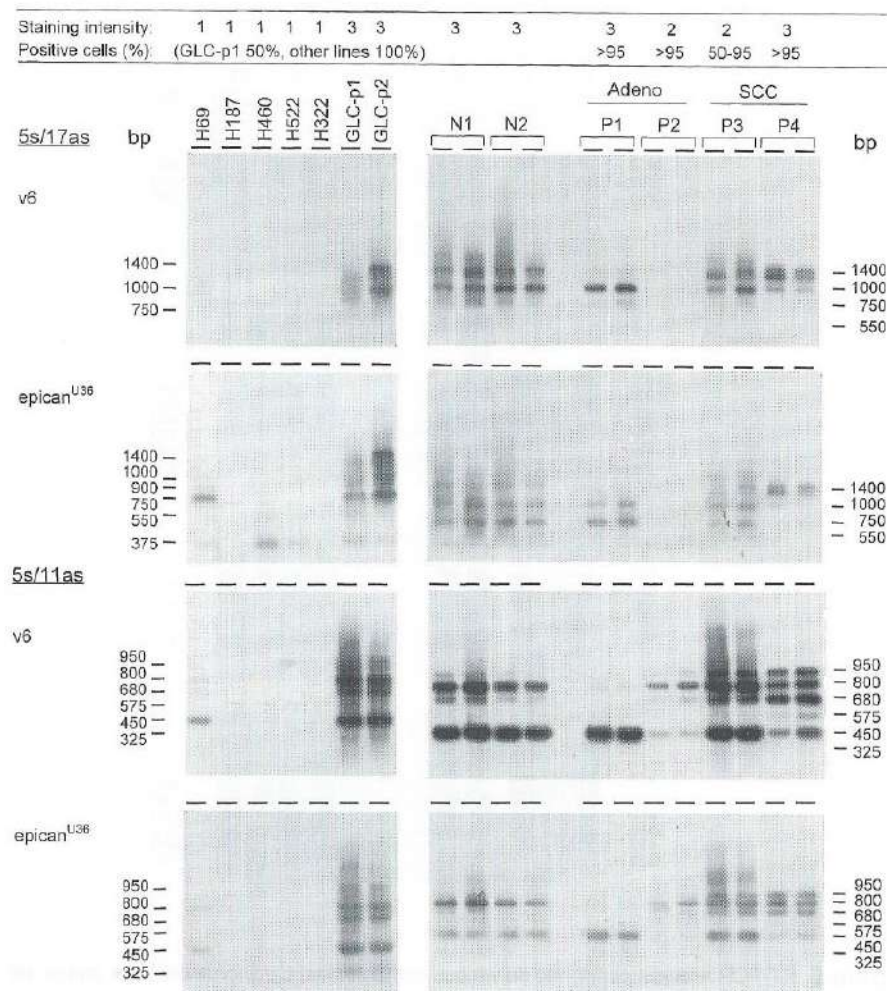 Staining intensity: 1 1 1 1 1 3 3 3 3 3 2 2 3
Positive cells (%): (GLC-p1 50%, other lines 100%) >95 >95 50-95 >95
Adeno SCC
H69 H187 H460 H522 H322 GLC-p1 GLC-p2
5s/17as bp N1 N2 P1 P2 P3 P4 bp
v6
1400 1400
1000 1000
750 750
550
epican^U36
1400 1400
1000 1000
900
750 750
550 550
375
5s/11as
v6
950 950
800 800
680 680
575 575
450 450
325 325
epican^U36
950 950
800 800
680 680
575 575
450 450
325 325